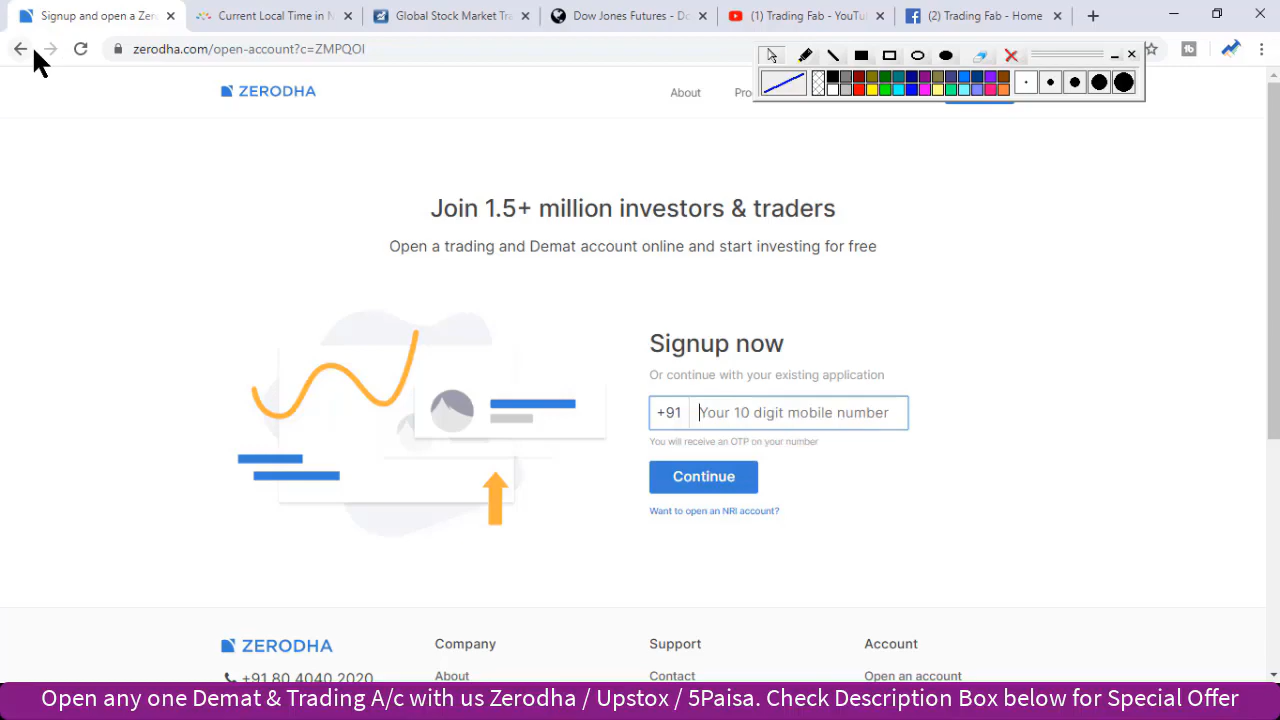 Signup and open a Zero
Current Local Time in N
Global Stock Market Tra
Dow Jones Futures - Do
(1) Trading Fab - YouTu
(2) Trading Fab - Home
zerodha.com/open-account?c=ZMPQOI
ZERODHA
About
Pro
Join 1.5+ million investors & traders
Open a trading and Demat account online and start investing for free
Signup now
Or continue with your existing application
+91 Your 10 digit mobile number
You will receive an OTP on your number
Continue
Want to open an NRI account?
ZERODHA
Company
Support
Account
+91 80 4040 2020
About
Contact
Open an account
Open any one Demat & Trading A/c with us Zerodha / Upstox / 5Paisa. Check Description Box below for Special Offer